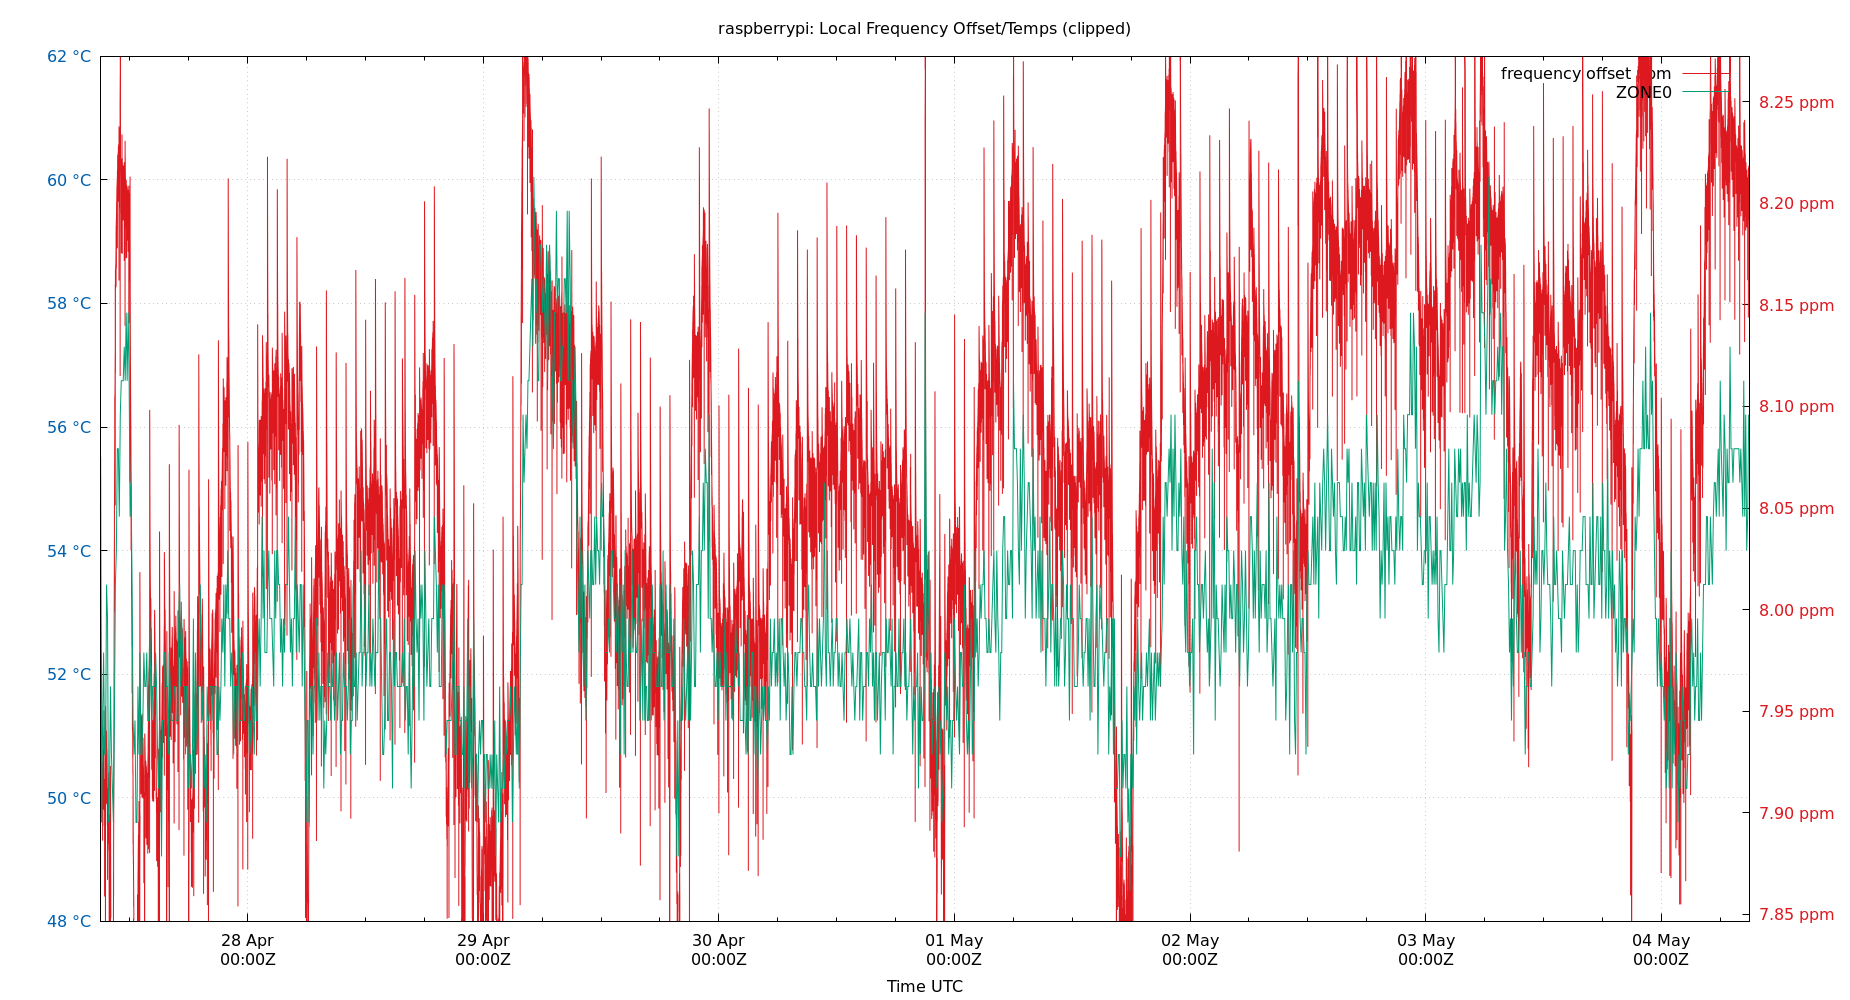 raspberrypi: Local Frequency Offset/Temps (clipped)
62 °C
60 °C
58 °C
56 °C
54 °C
52 °C
50 °C
48 °C
frequency offset
ZONE0
8.25 ppm
8.20 ppm
8.15 ppm
8.10 ppm
8.05 ppm
8.00 ppm
7.95 ppm
7.90 ppm
7.85 ppm
28 Apr
00:00Z
29 Apr
00:00Z
30 Apr
00:00Z
01 May
00:00Z
02 May
00:00Z
03 May
00:00Z
04 May
00:00Z
Time UTC